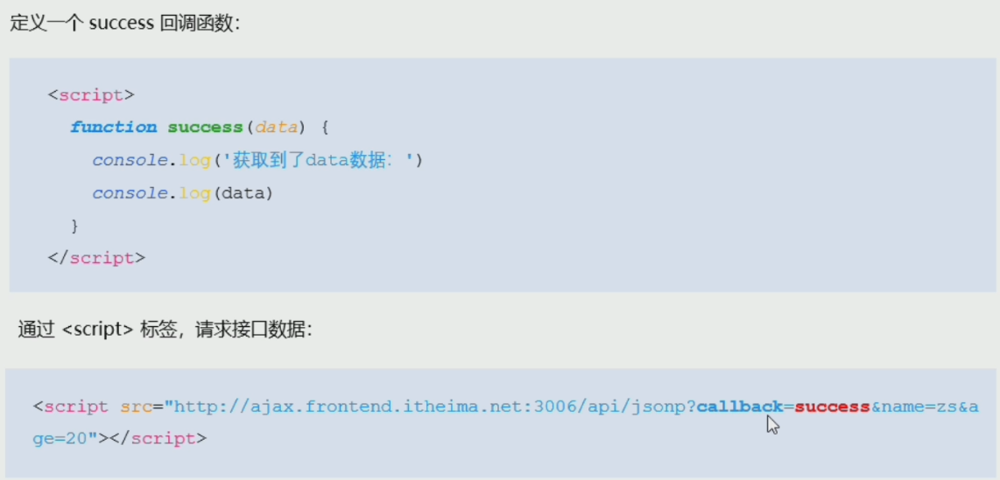 定义一个 success 回调函数：
<script>
function success(data) {
console.log('获取到了data数据：')
console.log(data)
}
</script>
通过 <script> 标签，请求接口数据：
<script src="http://ajax.frontend.itheima.net:3006/api/jsonp?callback=success&name=zs&a
ge=20"></script>